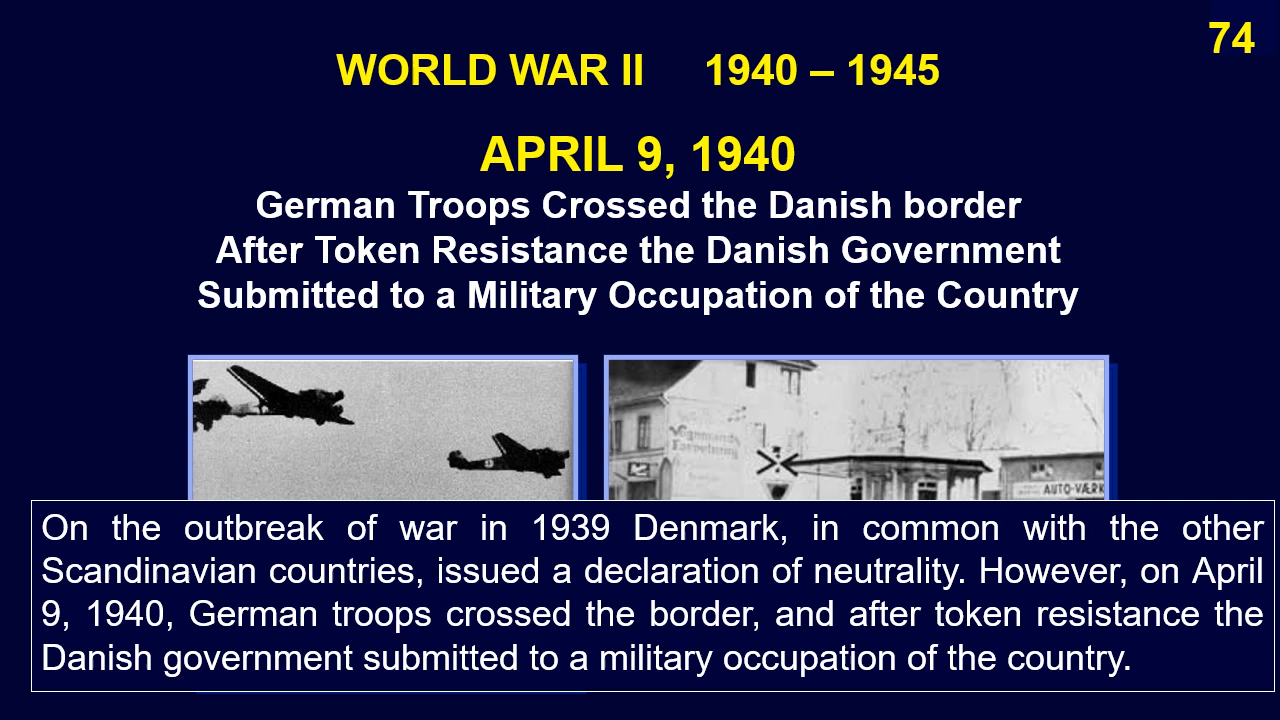 74
WORLD WAR II 1940 – 1945
APRIL 9, 1940
German Troops Crossed the Danish border
After Token Resistance the Danish Government
Submitted to a Military Occupation of the Country
AUTO-VÆRK
On the outbreak of war in 1939 Denmark, in common with the other
Scandinavian countries, issued a declaration of neutrality. However, on April
9, 1940, German troops crossed the border, and after token resistance the
Danish government submitted to a military occupation of the country.